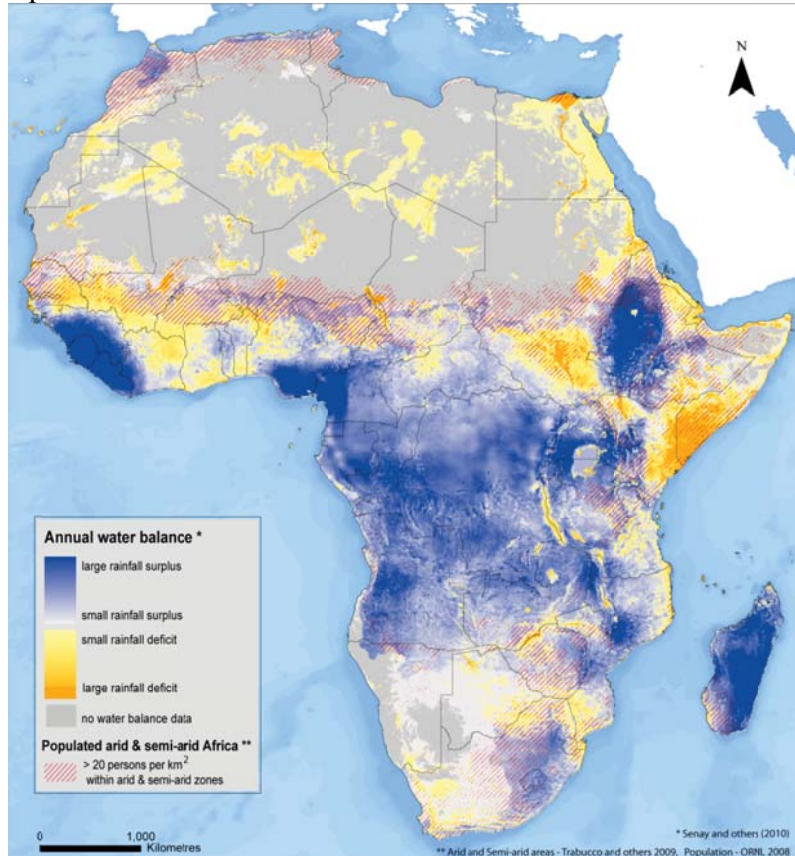 N
Annual water balance *
large rainfall surplus
small rainfall surplus
small rainfall deficit
large rainfall deficit
no water balance data
Populated arid & semi-arid Africa **
> 20 persons per km²
within arid & semi-arid zones
0 1,000
Kilometres
* Senay and others (2010)
** Arid and Semi-arid areas - Trabucco and others 2009, Population - ORNL 2008